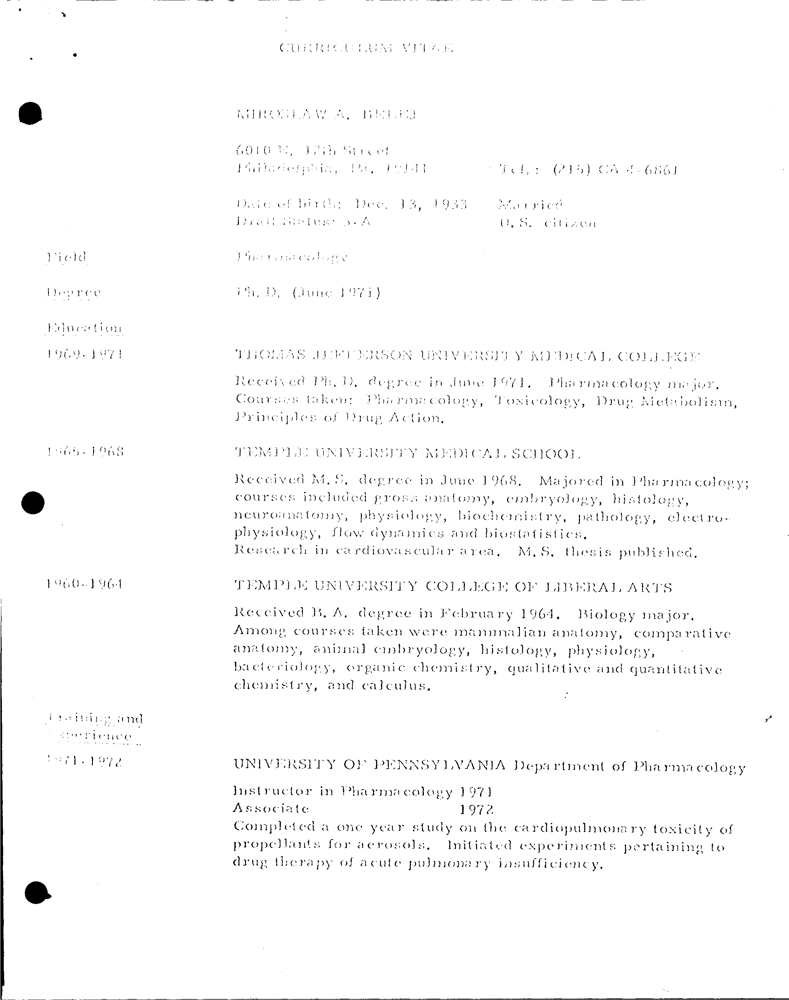 CURRICULUM VITAE
MIROSLAW A. BELEJ
6010 N. 12th Street
Philadelphia, Pa. 19141 Tel.: (215) CA 4-6861
Date of birth: Dec. 13, 1933 Married
Draft Status: 5-A U.S. citizen
Field Pharmacology
Degree Ph.D. (June 1971)
Education
1969-1971 THOMAS JEFFERSON UNIVERSITY MEDICAL COLLEGE
Received Ph.D. degree in June 1971. Pharmacology major.
Courses taken: Pharmacology, Toxicology, Drug Metabolism,
Principles of Drug Action.
1965-1968 TEMPLE UNIVERSITY MEDICAL SCHOOL
Received M.S. degree in June 1968. Majored in Pharmacology;
courses included gross anatomy, embryology, histology,
neuroanatomy, physiology, biochemistry, pathology, electro-
physiology, flow dynamics and biostatistics.
Research in cardiovascular area. M.S. thesis published.
1960-1964 TEMPLE UNIVERSITY COLLEGE OF LIBERAL ARTS
Received B.A. degree in February 1964. Biology major.
Among courses taken were mammalian anatomy, comparative
anatomy, animal embryology, histology, physiology,
bacteriology, organic chemistry, qualitative and quantitative
chemistry, and calculus.
Training and
Experience
1971-1972 UNIVERSITY OF PENNSYLVANIA Department of Pharmacology
Instructor in Pharmacology 1971
Associate 1972
Completed a one year study on the cardiopulmonary toxicity of
propellants for aerosols. Initiated experiments pertaining to
drug therapy of acute pulmonary insufficiency.